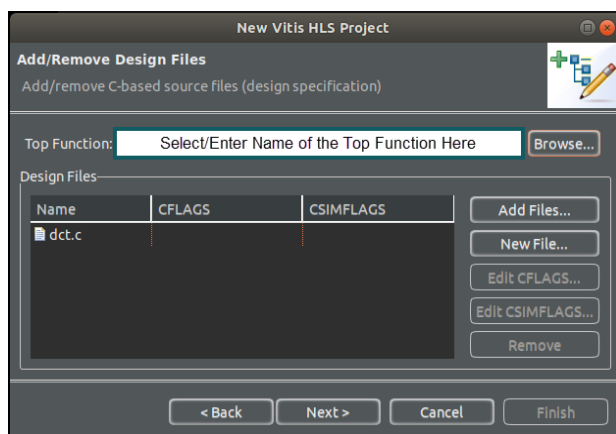 New Vitis HLS Project
Add/Remove Design Files
Add/remove C-based source files (design specification)
Top Function: Select/Enter Name of the Top Function Here Browse...
Design Files
Name CFLAGS CSIMFLAGS
dct.c
Add Files...
New File...
Edit CFLAGS...
Edit CSIMFLAGS...
Remove
< Back Next > Cancel Finish